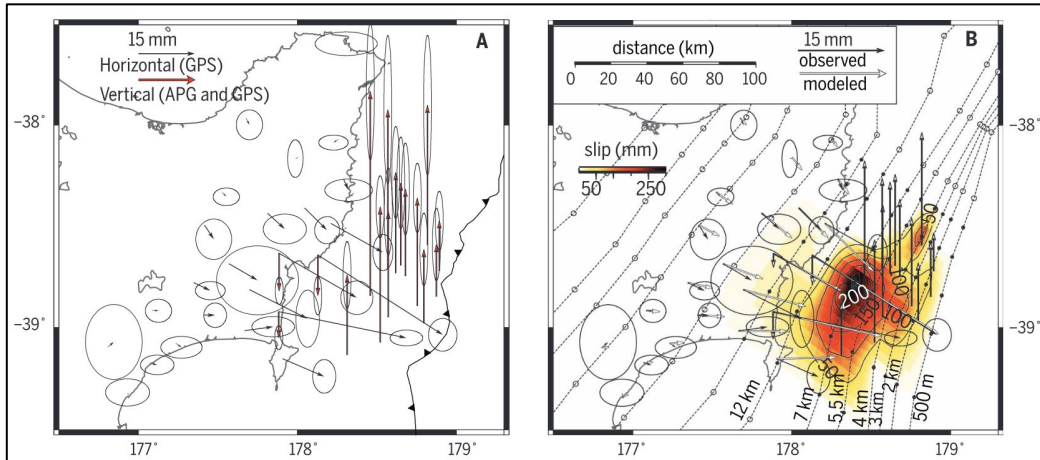 A
15 mm
Horizontal (GPS)
Vertical (APG and GPS)
−38˚
−39˚
177˚
178˚
179˚
B
distance (km)
0 20 40 60 80 100
15 mm
observed
modeled
slip (mm)
50 250
−38˚
−39˚
50
100
200
150
100
50
12 km
7 km
5.5 km
4 km
3 km
2 km
500 m
177˚
178˚
179˚